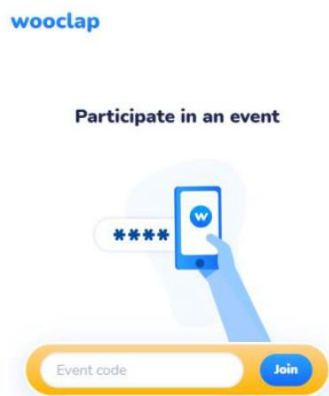 wooclap
Participate in an event
****
w
Event code
Join